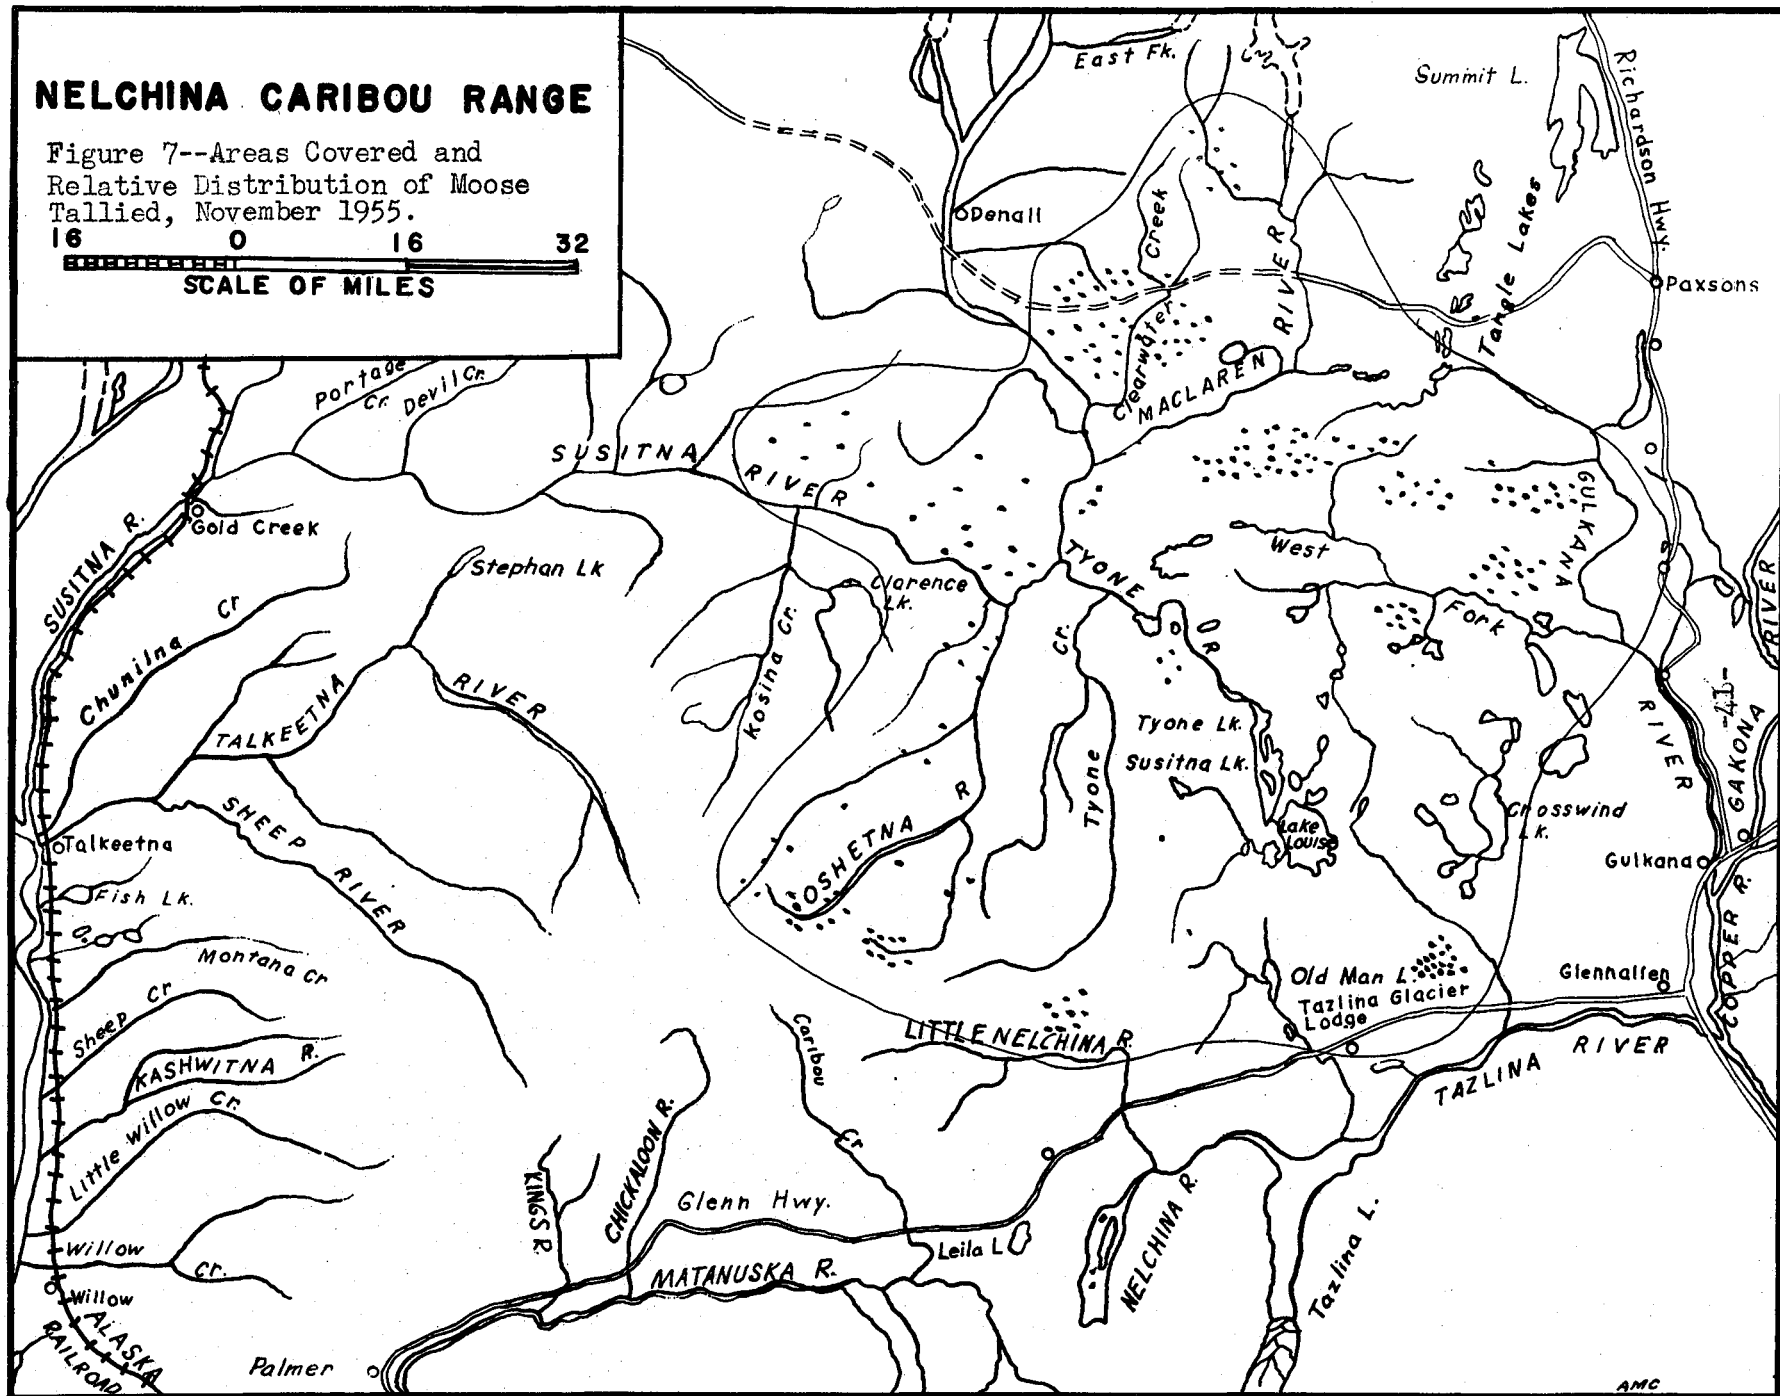 NELCHINA CARIBOU RANGE
Figure 7--Areas Covered and
Relative Distribution of Moose
Tallied, November 1955.
16 0 16 32
SCALE OF MILES
East Fk.
Summit L.
Richardson Hwy.
Denali
Creek
Clearwater
MACLAREN RIVER
Tangle Lakes
Paxsons
Portage
Cr.
Devil Cr.
SUSITNA
RIVER
GULKANA
SUSITNA R.
Gold Creek
Stephan Lk
Clarence
Lk.
TYONE
West
Fork
RIVER
Chunilna Cr
Kosina Cr.
Cr.
Tyone
OR
TALKEETNA
RIVER
Tyone Lk.
Susitna Lk.
RIVER
-41-
GAKONA
SHEEP RIVER
OSHETNA R
Lake
Louise
Crosswind
Lk.
Talkeetna
Gulkana
Fish Lk.
COPPER R.
Montana Cr
Sheep Cr
Old Man L.
Tazlina Glacier
Lodge
Glennallen
KASHWITNA R.
Caribou
Cr
LITTLE NELCHINA R.
TAZLINA RIVER
Little Willow Cr.
KINGS R.
CHICKALOON R.
Glenn Hwy.
Leila L
NELCHINA R.
Tazlina L.
Willow
Cr.
MATANUSKA R.
Willow
ALASKA
RAILROAD
Palmer
AMC